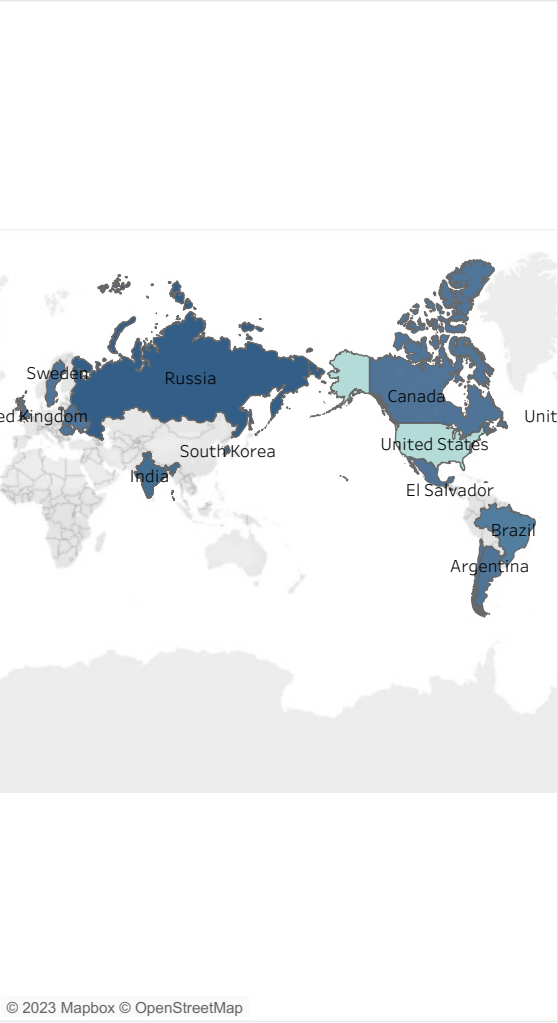 Sweden
Russia
Canada
ed Kingdom
Unit
United States
South Korea
India
El Salvador
Brazil
Argentina
© 2023 Mapbox © OpenStreetMap